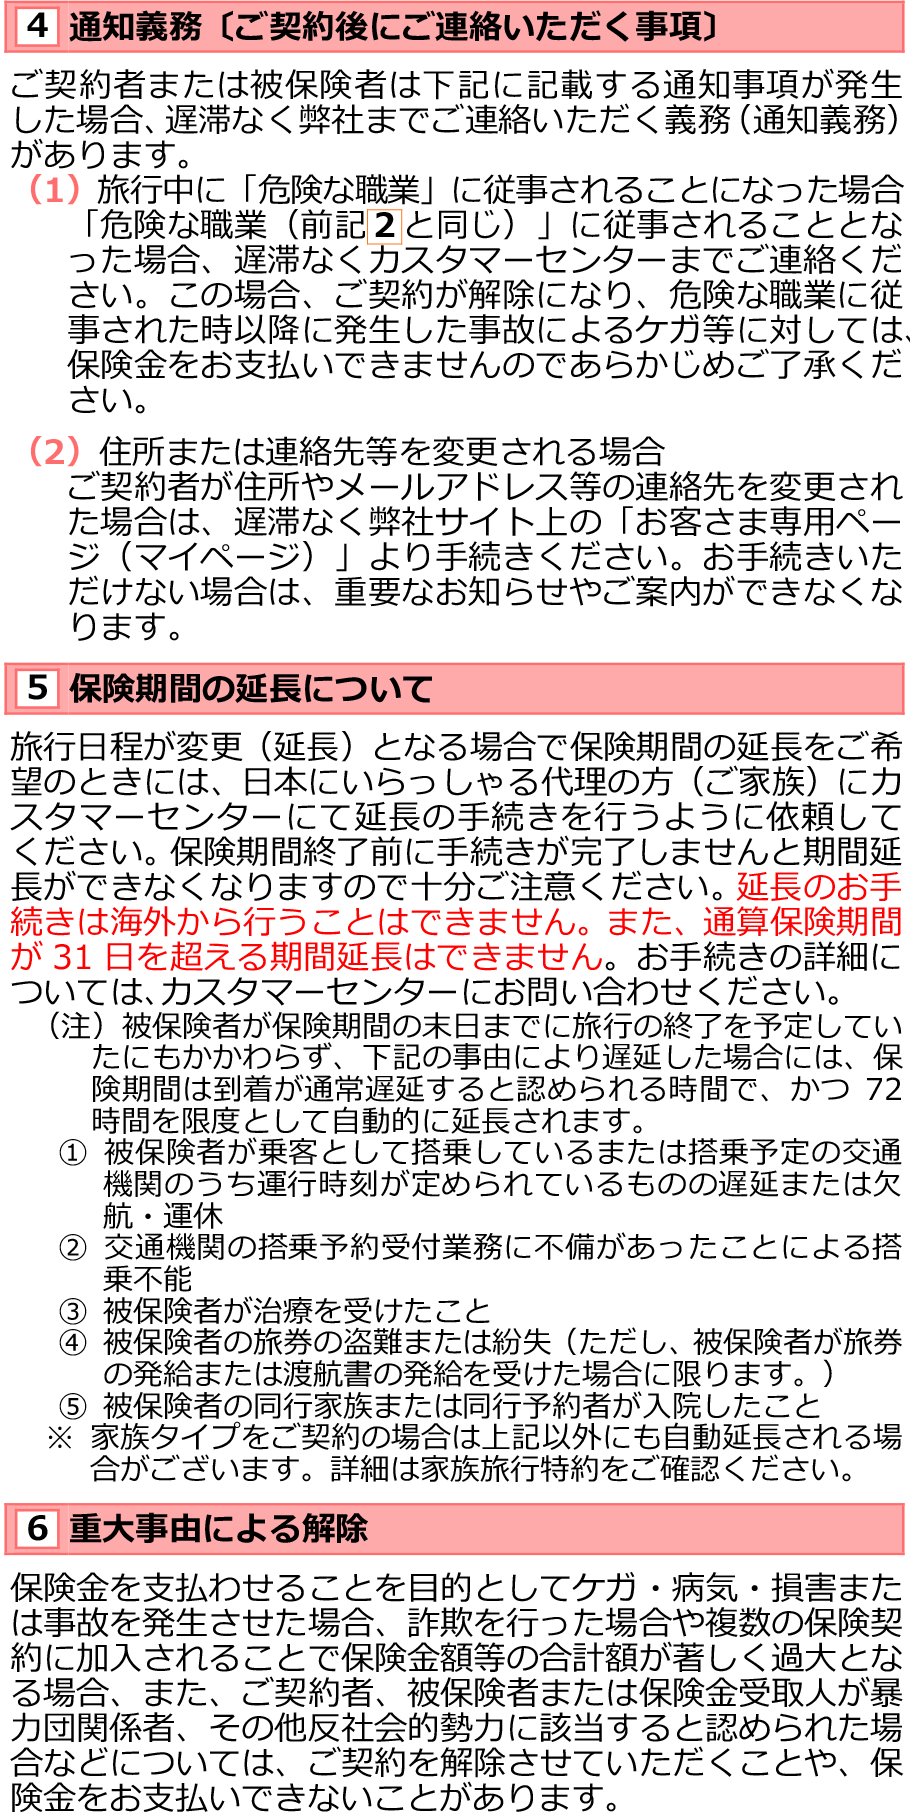 4 通知義務〔ご契約後にご連絡いただく事項〕
ご契約者または被保険者は下記に記載する通知事項が発生
した場合、遅滞なく弊社までご連絡いただく義務（通知義務）
があります。
（1）旅行中に「危険な職業」に従事されることになった場合
「危険な職業（前記2と同じ）」に従事されることとな
った場合、遅滞なくカスタマーセンターまでご連絡くだ
さい。この場合、ご契約が解除になり、危険な職業に従
事された時以降に発生した事故によるケガ等に対しては、
保険金をお支払いできませんのであらかじめご了承くだ
さい。
（2）住所または連絡先等を変更される場合
ご契約者が住所やメールアドレス等の連絡先を変更され
た場合は、遅滞なく弊社サイト上の「お客さま専用ペー
ジ（マイページ）」より手続きください。お手続きいた
だけない場合は、重要なお知らせやご案内ができなくな
ります。
5 保険期間の延長について
旅行日程が変更（延長）となる場合で保険期間の延長をご希
望のときには、日本にいらっしゃる代理の方（ご家族）にカ
スタマーセンターにて延長の手続きを行うように依頼して
ください。保険期間終了前に手続きが完了しませんと期間延
長ができなくなりますので十分ご注意ください。延長のお手
続きは海外から行うことはできません。また、通算保険期間
が 31 日を超える期間延長はできません。お手続きの詳細に
ついては、カスタマーセンターにお問い合わせください。
（注）被保険者が保険期間の末日までに旅行の終了を予定してい
たにもかかわらず、下記の事由により遅延した場合には、保
険期間は到着が通常遅延すると認められる時間で、かつ 72
時間を限度として自動的に延長されます。
① 被保険者が乗客として搭乗しているまたは搭乗予定の交通
機関のうち運行時刻が定められているものの遅延または欠
航・運休
② 交通機関の搭乗予約受付業務に不備があったことによる搭
乗不能
③ 被保険者が治療を受けたこと
④ 被保険者の旅券の盗難または紛失（ただし、被保険者が旅券
の発給または渡航書の発給を受けた場合に限ります。）
⑤ 被保険者の同行家族または同行予約者が入院したこと
※ 家族タイプをご契約の場合は上記以外にも自動延長される場
合がございます。詳細は家族旅行特約をご確認ください。
6 重大事由による解除
保険金を支払わせることを目的としてケガ・病気・損害また
は事故を発生させた場合、詐欺を行った場合や複数の保険契
約に加入されることで保険金額等の合計額が著しく過大とな
る場合、また、ご契約者、被保険者または保険金受取人が暴
力団関係者、その他反社会的勢力に該当すると認められた場
合などについては、ご契約を解除させていただくことや、保
険金をお支払いできないことがあります。